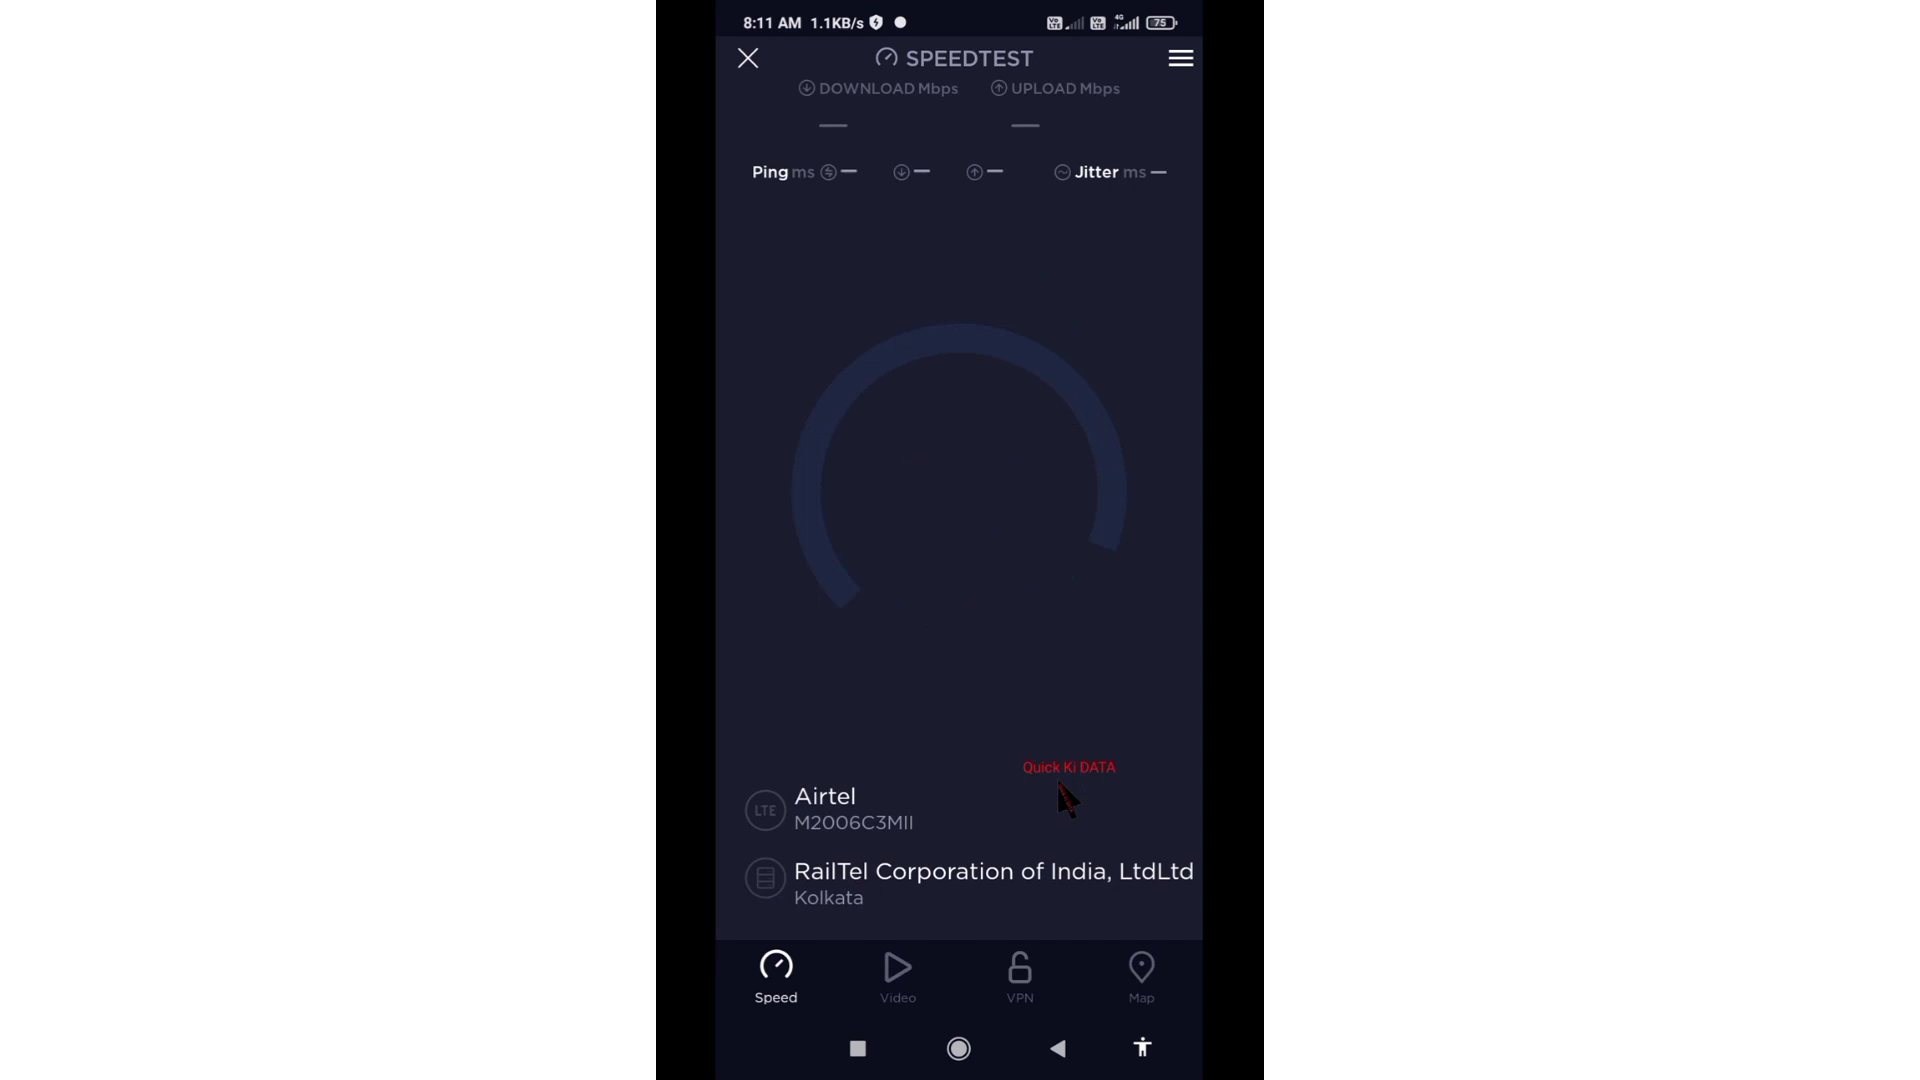 8:11 AM 1.1KB/s 4G 75
SPEEDTEST
DOWNLOAD Mbps UPLOAD Mbps
Ping ms Jitter ms
Quick Ki DATA
LTE Airtel
M2006C3MII
RailTel Corporation of India, LtdLtd
Kolkata
Speed Video VPN Map